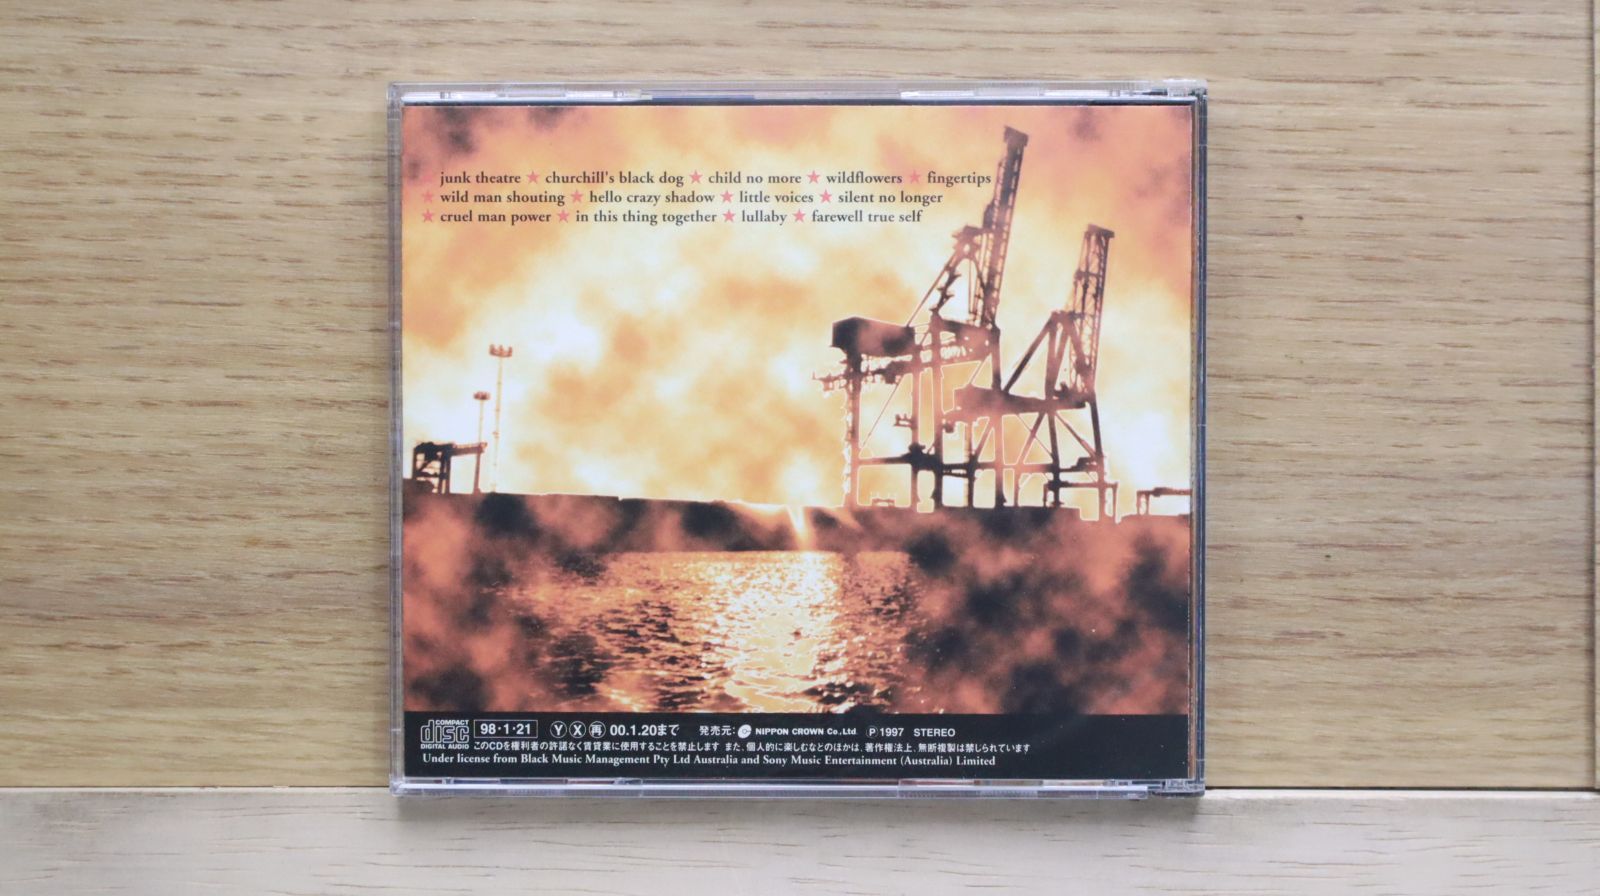 junk theatre ★ churchill's black dog ★ child no more ★ wildflowers ★ fingertips
★ wild man shouting ★ hello crazy shadow ★ little voices ★ silent no longer
★ cruel man power ★ in this thing together ★ lullaby ★ farewell true self
COMPACT
disc
DIGITAL AUDIO
98・1・21 Ⓨ Ⓧ 再 00.1.20まで 発売元: NIPPON CROWN Co., Ltd. Ⓟ1997 STEREO
このCDを権利者の許諾なく賃貸業に使用することを禁止します また、個人的に楽しむなどのほかは、著作権法上、無断複製は禁じられています
Under license from Black Music Management Pty Ltd Australia and Sony Music Entertainment (Australia) Limited